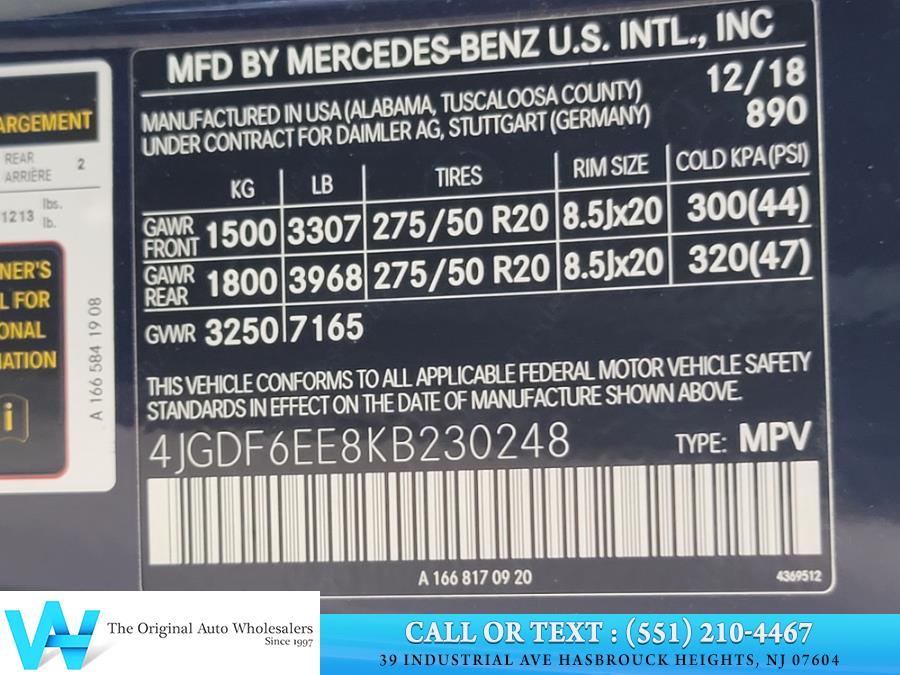 MFD BY MERCEDES-BENZ U.S. INTL., INC
MANUFACTURED IN USA (ALABAMA, TUSCALOOSA COUNTY) 12/18
UNDER CONTRACT FOR DAIMLER AG, STUTTGART (GERMANY) 890
KG LB TIRES RIM SIZE COLD KPA(PSI)
GAWR FRONT 1500 3307 275/50 R20 8.5Jx20 300(44)
GAWR REAR 1800 3968 275/50 R20 8.5Jx20 320(47)
GVWR 3250 7165
THIS VEHICLE CONFORMS TO ALL APPLICABLE FEDERAL MOTOR VEHICLE SAFETY
STANDARDS IN EFFECT ON THE DATE OF MANUFACTURE SHOWN ABOVE.
4JGDF6EE8KB230248 TYPE: MPV
A 166 817 09 20 4369512
ARGEMENT
REAR 2
ARRIÈRE
1213 lbs.
lb.
NER'S
L FOR
ONAL
MATION
i
A 166 584 19 08
W
The Original Auto Wholesalers
Since 1997
CALL OR TEXT : (551) 210-4467
39 INDUSTRIAL AVE HASBROUCK HEIGHTS, NJ 07604